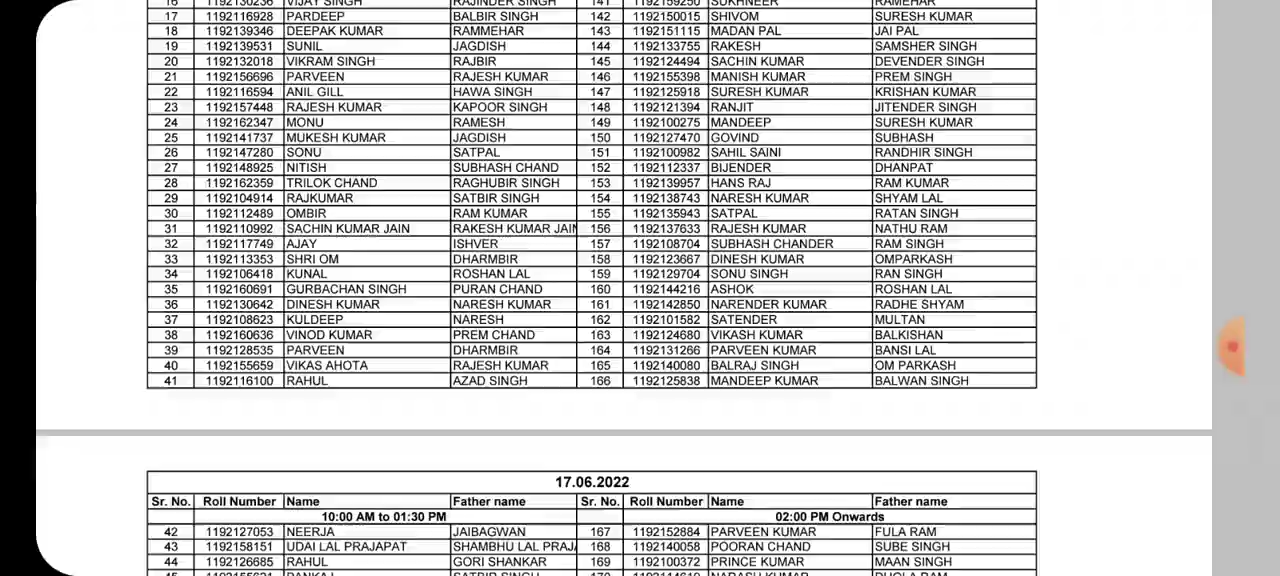 16 1192130236 VIJAY SINGH RAJINDER SINGH 141 1192159250 SUKHNEER RAMEHAR
17 1192116928 PARDEEP BALBIR SINGH 142 1192150015 SHIVOM SURESH KUMAR
18 1192139346 DEEPAK KUMAR RAMMEHAR 143 1192151115 MADAN PAL JAI PAL
19 1192139531 SUNIL JAGDISH 144 1192133755 RAKESH SAMSHER SINGH
20 1192132018 VIKRAM SINGH RAJBIR 145 1192124494 SACHIN KUMAR DEVENDER SINGH
21 1192156696 PARVEEN RAJESH KUMAR 146 1192155398 MANISH KUMAR PREM SINGH
22 1192116594 ANIL GILL HAWA SINGH 147 1192125918 SURESH KUMAR KRISHAN KUMAR
23 1192157448 RAJESH KUMAR KAPOOR SINGH 148 1192121394 RANJIT JITENDER SINGH
24 1192162347 MONU RAMESH 149 1192100275 MANDEEP SURESH KUMAR
25 1192141737 MUKESH KUMAR JAGDISH 150 1192127470 GOVIND SUBHASH
26 1192147280 SONU SATPAL 151 1192100982 SAHIL SAINI RANDHIR SINGH
27 1192148925 NITISH SUBHASH CHAND 152 1192112337 BIJENDER DHANPAT
28 1192162359 TRILOK CHAND RAGHUBIR SINGH 153 1192139957 HANS RAJ RAM KUMAR
29 1192104914 RAJKUMAR SATBIR SINGH 154 1192138743 NARESH KUMAR SHYAM LAL
30 1192112489 OMBIR RAM KUMAR 155 1192135943 SATPAL RATAN SINGH
31 1192110992 SACHIN KUMAR JAIN RAKESH KUMAR JAIN 156 1192137633 RAJESH KUMAR NATHU RAM
32 1192117749 AJAY ISHVER 157 1192108704 SUBHASH CHANDER RAM SINGH
33 1192113353 SHRI OM DHARMBIR 158 1192123667 DINESH KUMAR OMPARKASH
34 1192106418 KUNAL ROSHAN LAL 159 1192129704 SONU SINGH RAN SINGH
35 1192160691 GURBACHAN SINGH PURAN CHAND 160 1192144216 ASHOK ROSHAN LAL
36 1192130642 DINESH KUMAR NARESH KUMAR 161 1192142850 NARENDER KUMAR RADHE SHYAM
37 1192108623 KULDEEP NARESH 162 1192101582 SATENDER MULTAN
38 1192160636 VINOD KUMAR PREM CHAND 163 1192124680 VIKASH KUMAR BALKISHAN
39 1192128535 PARVEEN DHARMBIR 164 1192131266 PARVEEN KUMAR BANSI LAL
40 1192155659 VIKAS AHOTA RAJESH KUMAR 165 1192140080 BALRAJ SINGH OM PARKASH
41 1192116100 RAHUL AZAD SINGH 166 1192125838 MANDEEP KUMAR BALWAN SINGH
17.06.2022
Sr. No. Roll Number Name Father name Sr. No. Roll Number Name Father name
10:00 AM to 01:30 PM 02:00 PM Onwards
42 1192127053 NEERJA JAIBAGWAN 167 1192152884 PARVEEN KUMAR FULA RAM
43 1192158151 UDAI LAL PRAJAPAT SHAMBHU LAL PRAJA 168 1192140058 POORAN CHAND SUBE SINGH
44 1192126685 RAHUL GORI SHANKAR 169 1192100372 PRINCE KUMAR MAAN SINGH